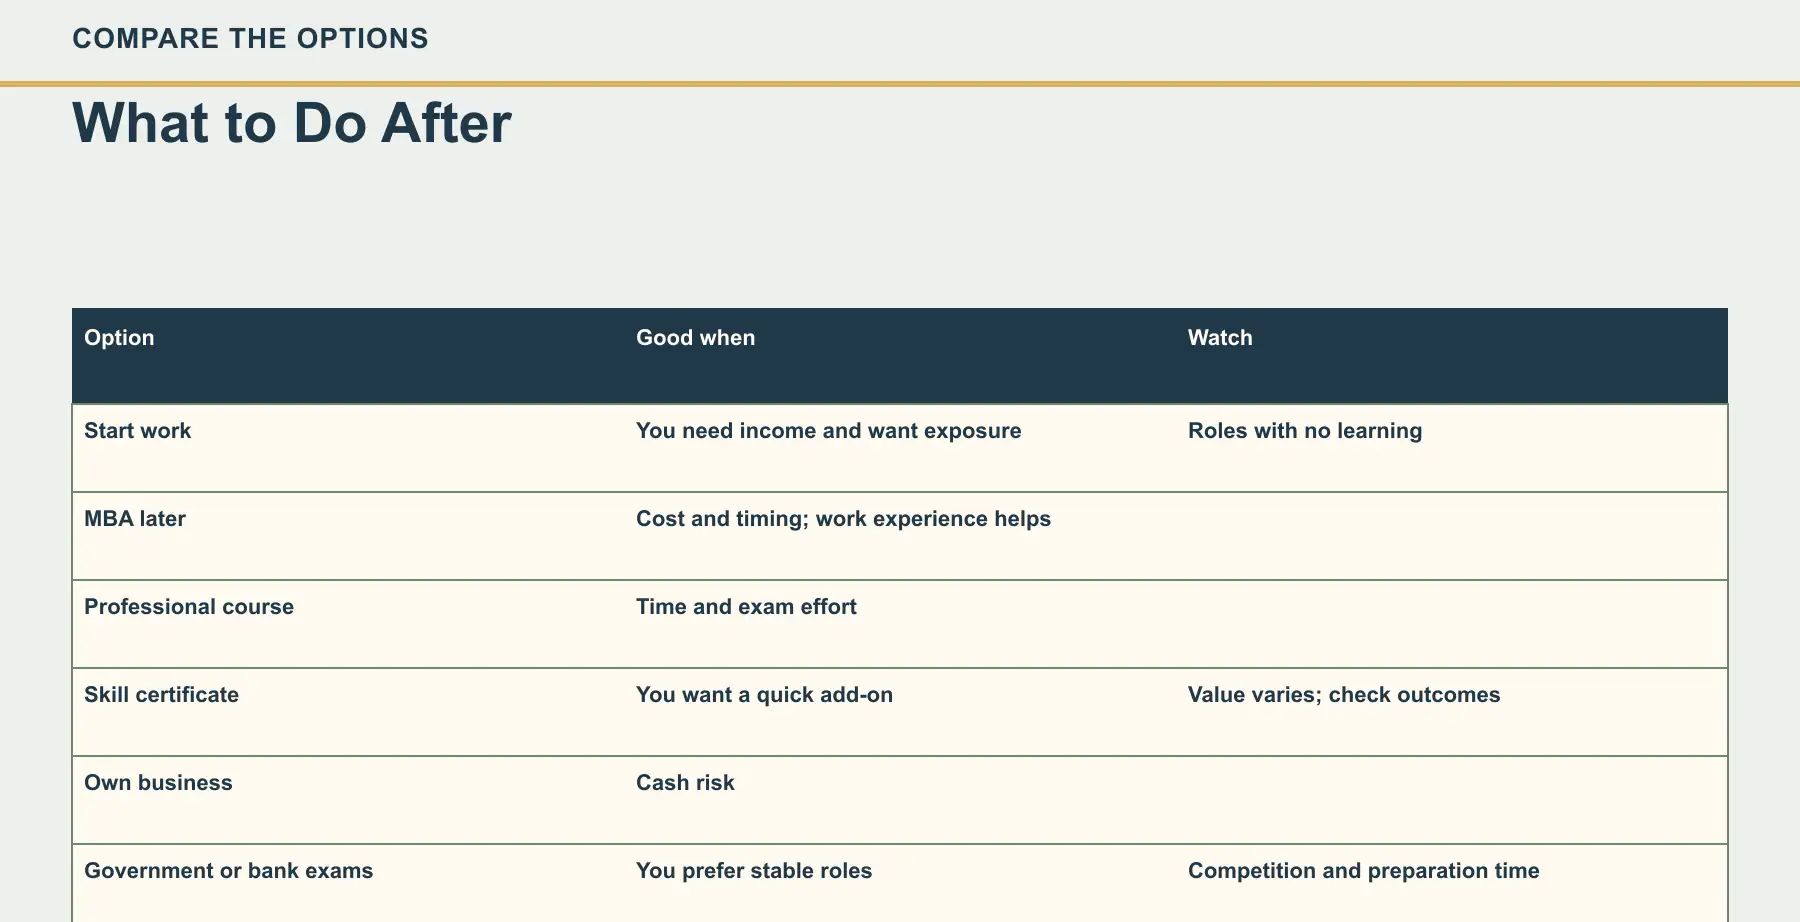 COMPARE THE OPTIONS
What to Do After
Option Good when Watch
Start work You need income and want exposure Roles with no learning
MBA later Cost and timing; work experience helps
Professional course Time and exam effort
Skill certificate You want a quick add-on Value varies; check outcomes
Own business Cash risk
Government or bank exams You prefer stable roles Competition and preparation time